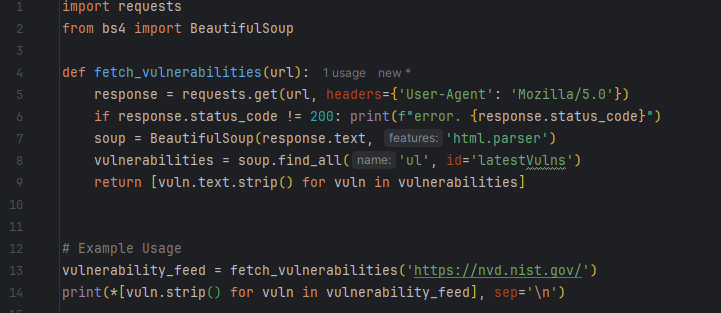 1 import requests
2 from bs4 import BeautifulSoup
3
4 def fetch_vulnerabilities(url): 1 usage new *
5 response = requests.get(url, headers={'User-Agent': 'Mozilla/5.0'})
6 if response.status_code != 200: print(f"error. {response.status_code}")
7 soup = BeautifulSoup(response.text, features: 'html.parser')
8 vulnerabilities = soup.find_all( name: 'ul', id='latestVulns')
9 return [vuln.text.strip() for vuln in vulnerabilities]
10
11
12 # Example Usage
13 vulnerability_feed = fetch_vulnerabilities('https://nvd.nist.gov/')
14 print(*[vuln.strip() for vuln in vulnerability_feed], sep='\n')